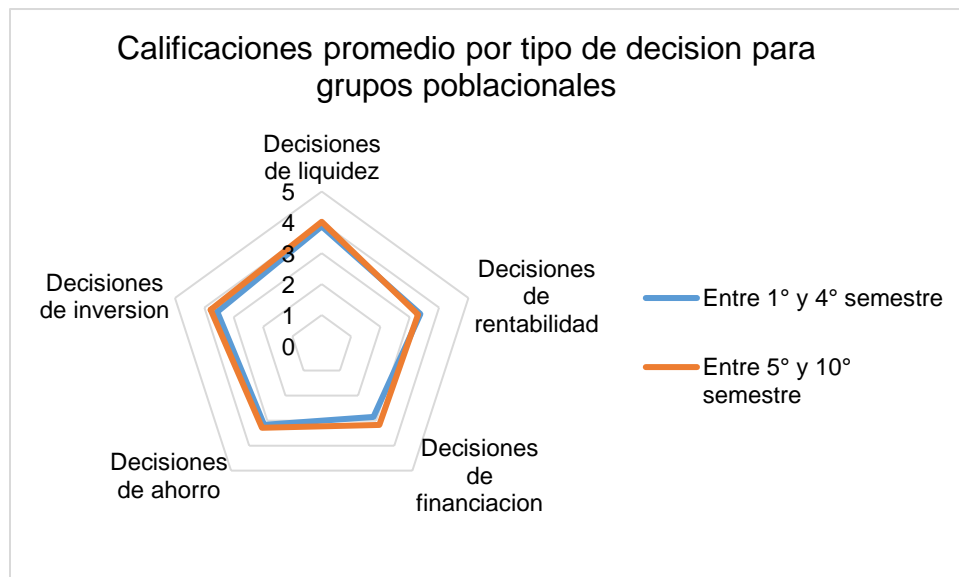 Calificaciones promedio por tipo de decision para
grupos poblacionales
Decisiones
de liquidez
5
4
3
2
1
0
Decisiones
de
rentabilidad
Decisiones
de
financiacion
Decisiones
de ahorro
Decisiones
de inversion
Entre 1° y 4° semestre
Entre 5° y 10°
semestre